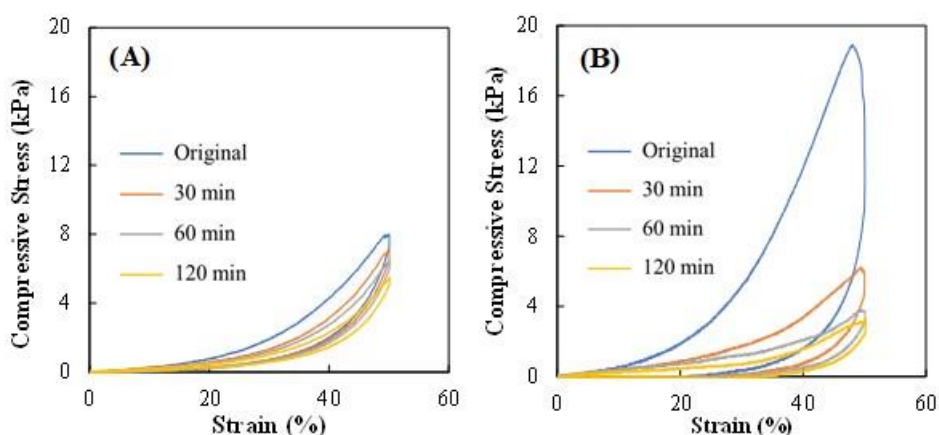 (A)
Compressive Stress (kPa)
20
16
12
8
4
0
Original
30 min
60 min
120 min
0 20 40 60
Strain (%)
(B)
Compressive Stress (kPa)
20
16
12
8
4
0
Original
30 min
60 min
120 min
0 20 40 60
Strain (%)